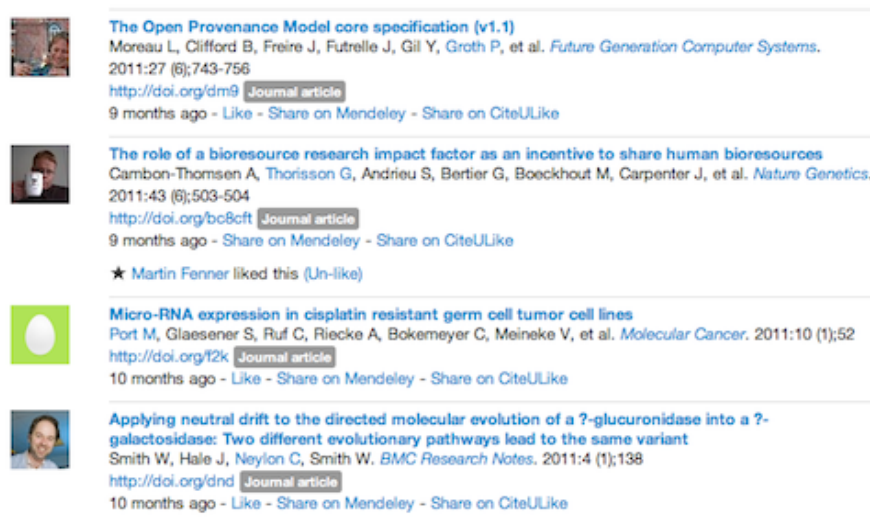 The Open Provenance Model core specification (v1.1)
Moreau L, Clifford B, Freire J, Futrelle J, Gil Y, Groth P, et al. Future Generation Computer Systems.
2011:27 (6);743-756
http://doi.org/dm9 Journal article
9 months ago - Like - Share on Mendeley - Share on CiteULike
The role of a bioresource research impact factor as an incentive to share human bioresources
Cambon-Thomsen A, Thorisson G, Andrieu S, Bertier G, Boeckhout M, Carpenter J, et al. Nature Genetics.
2011:43 (6);503-504
http://doi.org/bc8cft Journal article
9 months ago - Share on Mendeley - Share on CiteULike
★ Martin Fenner liked this (Un-like)
Micro-RNA expression in cisplatin resistant germ cell tumor cell lines
Port M, Glaesener S, Ruf C, Riecke A, Bokemeyer C, Meineke V, et al. Molecular Cancer. 2011:10 (1);52
http://doi.org/f2k Journal article
10 months ago - Like - Share on Mendeley - Share on CiteULike
Applying neutral drift to the directed molecular evolution of a ?-glucuronidase into a ?-
galactosidase: Two different evolutionary pathways lead to the same variant
Smith W, Hale J, Neylon C, Smith W. BMC Research Notes. 2011:4 (1);138
http://doi.org/dnd Journal article
10 months ago - Like - Share on Mendeley - Share on CiteULike